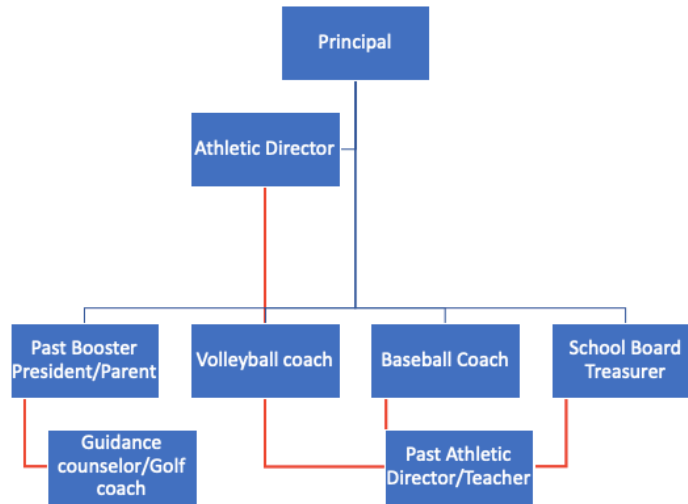 Principal
Athletic Director
Past Booster
President/Parent
Volleyball coach
Baseball Coach
School Board
Treasurer
Guidance
counselor/Golf
coach
Past Athletic
Director/Teacher